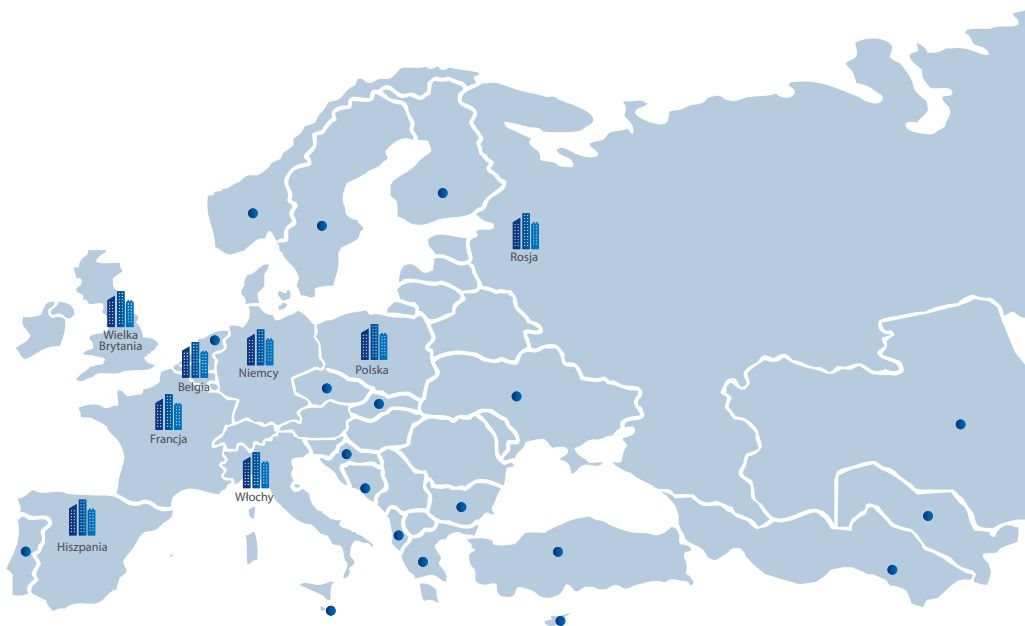 Rosja
Wielka
Brytania
Belgia
Niemcy
Polska
Francja
Włochy
Hiszpania